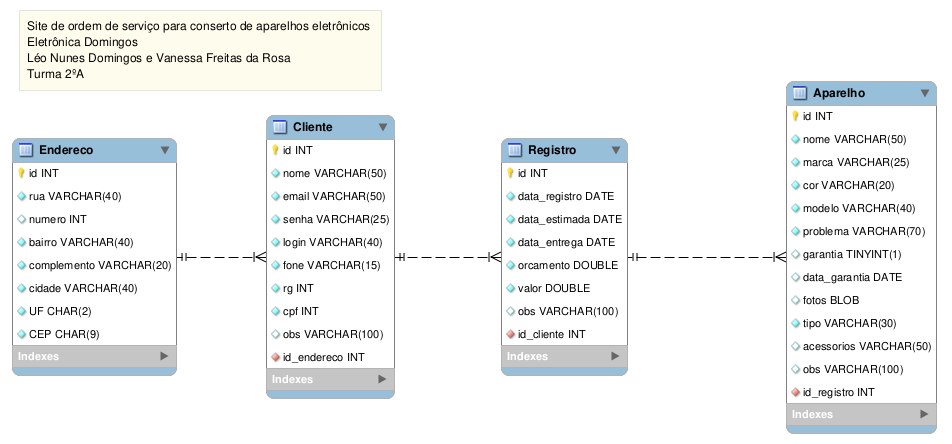 Site de ordem de serviço para conserto de aparelhos eletrônicos
Eletrônica Domingos
Léo Nunes Domingos e Vanessa Freitas da Rosa
Turma 2ºA
Endereco
id INT
rua VARCHAR(40)
numero INT
bairro VARCHAR(40)
complemento VARCHAR(20)
cidade VARCHAR(40)
UF CHAR(2)
CEP CHAR(9)
Indexes
Cliente
id INT
nome VARCHAR(50)
email VARCHAR(50)
senha VARCHAR(25)
login VARCHAR(40)
fone VARCHAR(15)
rg INT
cpf INT
obs VARCHAR(100)
id_endereco INT
Indexes
Registro
id INT
data_registro DATE
data_estimada DATE
data_entrega DATE
orcamento DOUBLE
valor DOUBLE
obs VARCHAR(100)
id_cliente INT
Indexes
Aparelho
id INT
nome VARCHAR(50)
marca VARCHAR(25)
cor VARCHAR(20)
modelo VARCHAR(40)
problema VARCHAR(70)
garantia TINYINT(1)
data_garantia DATE
fotos BLOB
tipo VARCHAR(30)
acessorios VARCHAR(50)
obs VARCHAR(100)
id_registro INT
Indexes